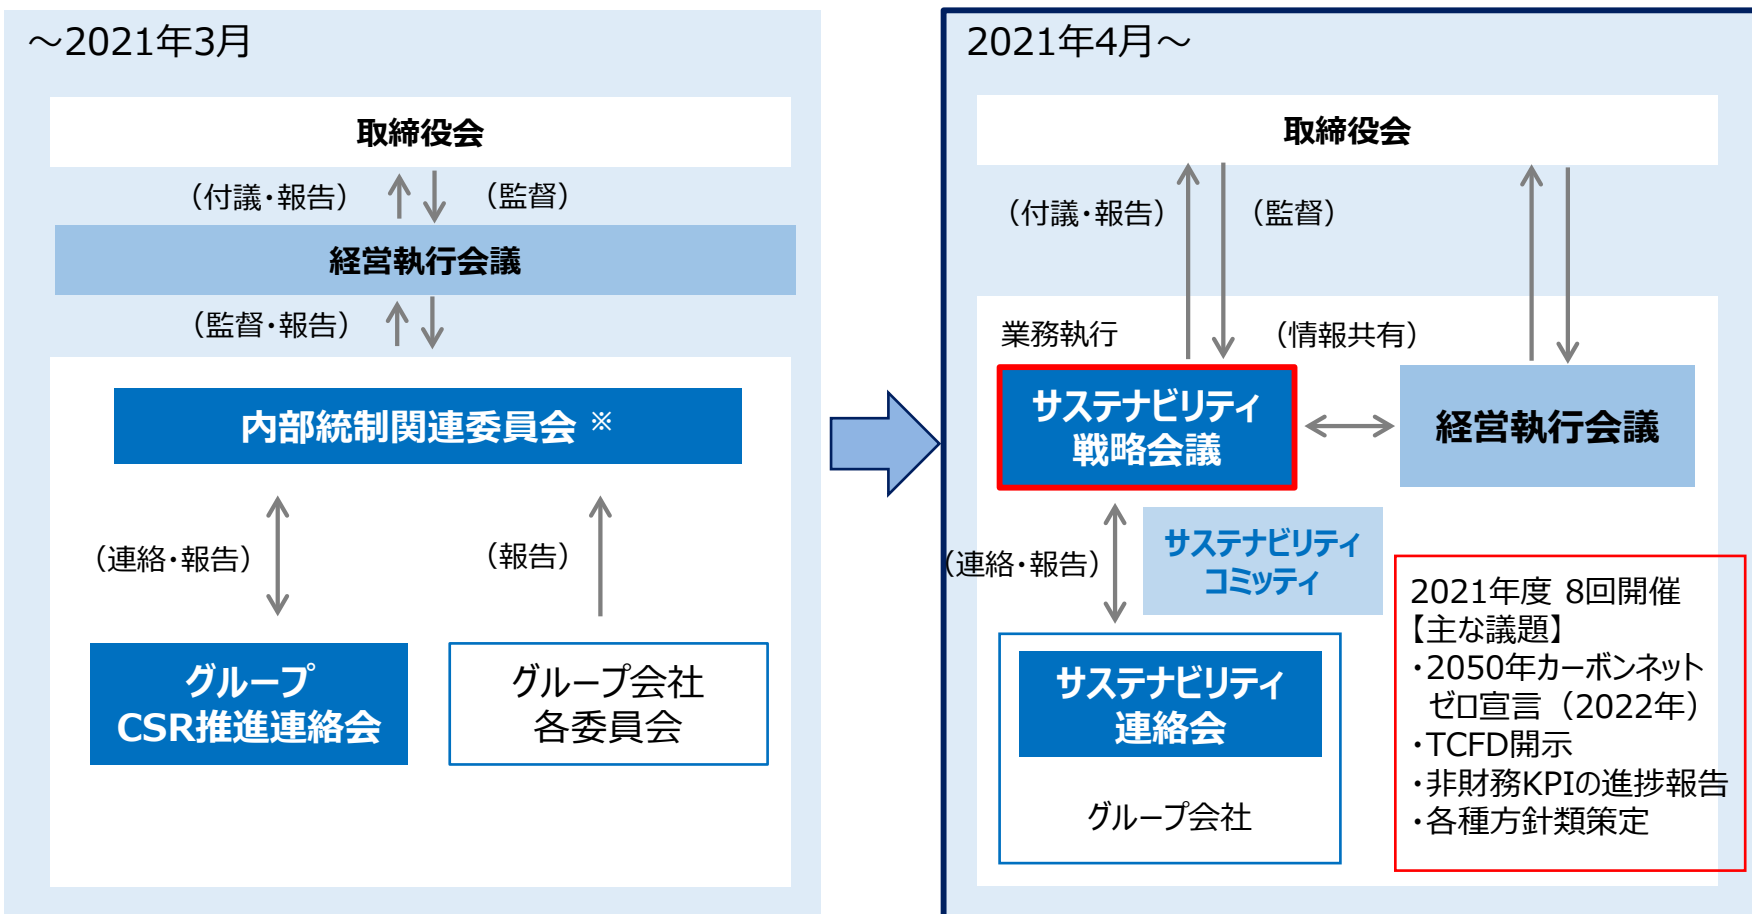 ～2021年3月
取締役会
（付議・報告）
（監督）
経営執行会議
（監督・報告）
内部統制関連委員会 ※
（連絡・報告）
（報告）
グループ
CSR推進連絡会
グループ会社
各委員会
2021年4月～
取締役会
（付議・報告）
（監督）
業務執行
（情報共有）
サステナビリティ
戦略会議
経営執行会議
（連絡・報告）
サステナビリティ
コミッティ
サステナビリティ
連絡会
グループ会社
2021年度 8回開催
【主な議題】
・2050年カーボンネット
ゼロ宣言（2022年）
・TCFD開示
・非財務KPIの進捗報告
・各種方針類策定